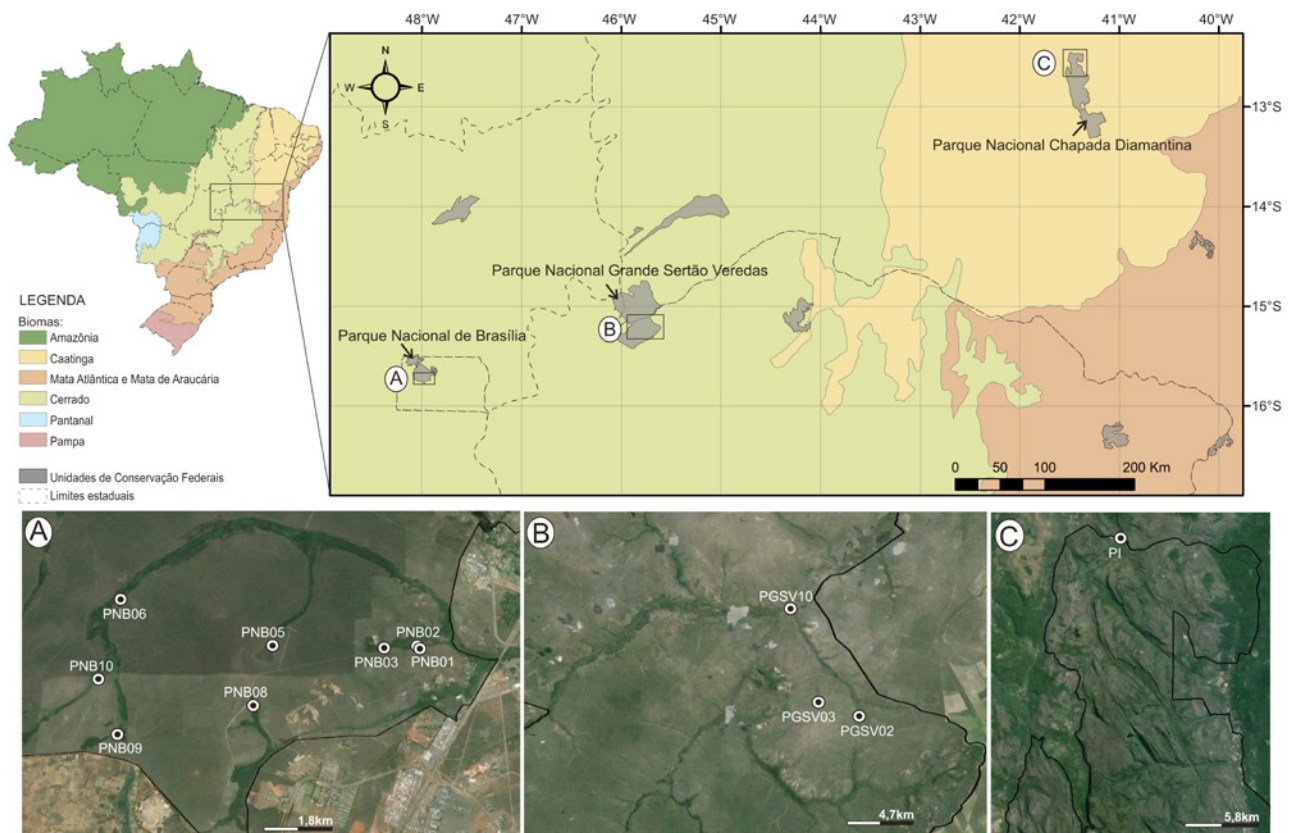 48°W 47°W 46°W 45°W 44°W 43°W 42°W 41°W 40°W
N
W E
S
C
13°S
Parque Nacional Chapada Diamantina
14°S
Parque Nacional Grande Sertão Veredas
15°S
B
Parque Nacional de Brasília
A
16°S
0 50 100 200 Km
LEGENDA
Biomas:
Amazônia
Caatinga
Mata Atlântica e Mata de Araucária
Cerrado
Pantanal
Pampa
Unidades de Conservação Federais
Limites estaduais
A
PNB06
PNB05
PNB02
PNB03
PNB01
PNB10
PNB08
PNB09
1,8km
B
PGSV10
PGSV03
PGSV02
4,7km
C
PI
5,8km